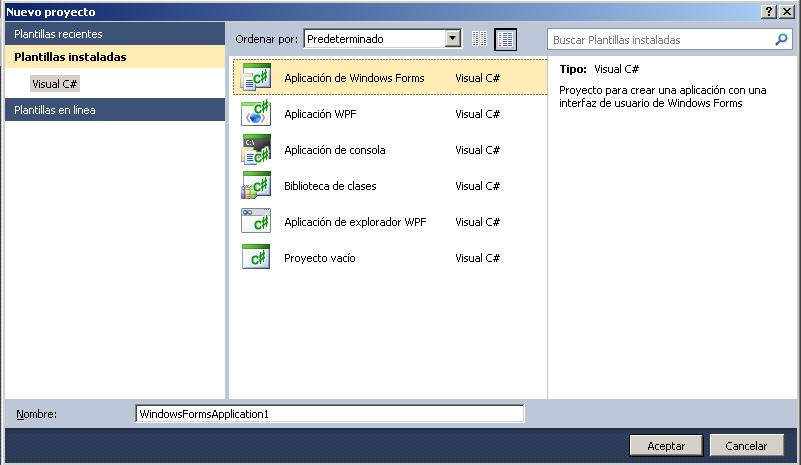 Nuevo proyecto
Plantillas recientes
Plantillas instaladas
Visual C#
Plantillas en línea
Ordenar por: Predeterminado
Buscar Plantillas instaladas
Aplicación de Windows Forms Visual C#
Aplicación WPF Visual C#
Aplicación de consola Visual C#
Biblioteca de clases Visual C#
Aplicación de explorador WPF Visual C#
Proyecto vacío Visual C#
Tipo: Visual C#
Proyecto para crear una aplicación con una
interfaz de usuario de Windows Forms
Nombre: WindowsFormsApplication1
Aceptar Cancelar